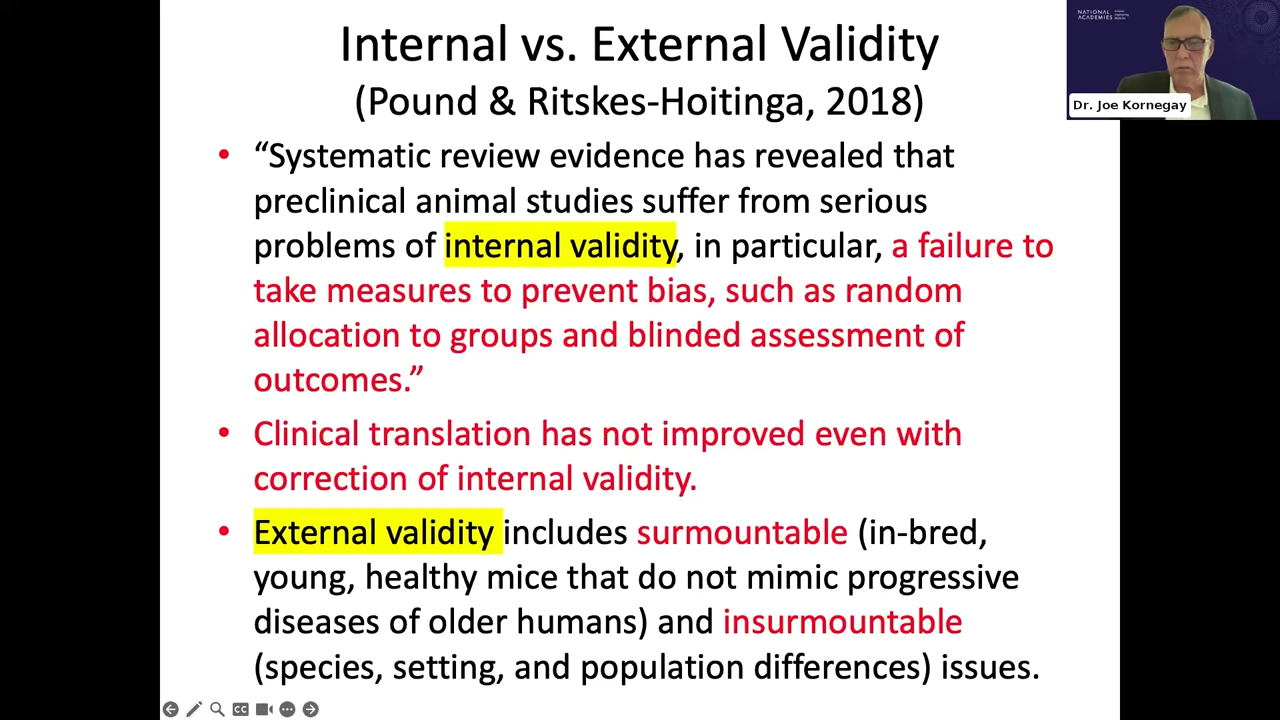 Internal vs. External Validity
(Pound & Ritskes-Hoitinga, 2018)
• “Systematic review evidence has revealed that
preclinical animal studies suffer from serious
problems of internal validity, in particular, a failure to
take measures to prevent bias, such as random
allocation to groups and blinded assessment of
outcomes.”
• Clinical translation has not improved even with
correction of internal validity.
• External validity includes surmountable (in-bred,
young, healthy mice that do not mimic progressive
diseases of older humans) and insurmountable
(species, setting, and population differences) issues.
NATIONAL
ACADEMIES
Dr. Joe Kornegay
CC